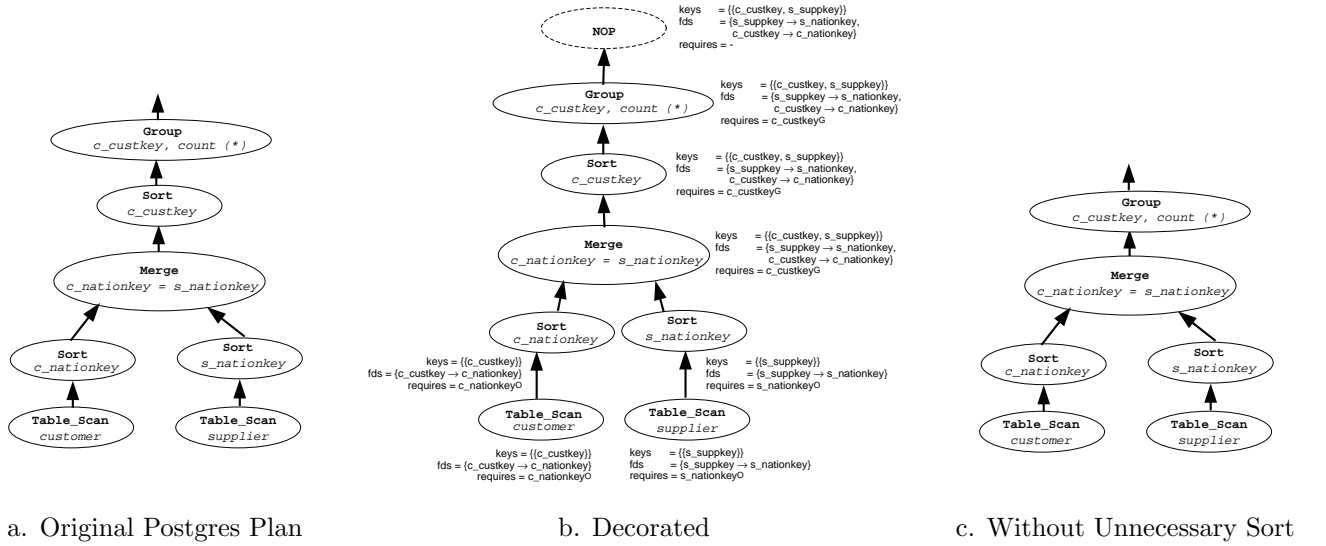 Group
c_custkey, count (*)
Sort
c_custkey
Merge
c_nationkey = s_nationkey
Sort
c_nationkey
Sort
s_nationkey
Table_Scan
customer
Table_Scan
supplier
a. Original Postgres Plan
NOP
keys = {{c_custkey, s_suppkey}}
fds = {s_suppkey → s_nationkey,
c_custkey → c_nationkey}
requires = -
Group
c_custkey, count (*)
keys = {{c_custkey, s_suppkey}}
fds = {s_suppkey → s_nationkey,
c_custkey → c_nationkey}
requires = c_custkeyG
Sort
c_custkey
keys = {{c_custkey, s_suppkey}}
fds = {s_suppkey → s_nationkey,
c_custkey → c_nationkey}
requires = c_custkeyG
Merge
c_nationkey = s_nationkey
keys = {{c_custkey, s_suppkey}}
fds = {s_suppkey → s_nationkey,
c_custkey → c_nationkey}
requires = c_custkeyG
Sort
c_nationkey
Sort
s_nationkey
keys = {{c_custkey}}
fds = {c_custkey → c_nationkey}
requires = c_nationkeyO
keys = {{s_suppkey}}
fds = {s_suppkey → s_nationkey}
requires = s_nationkeyO
Table_Scan
customer
Table_Scan
supplier
keys = {{c_custkey}}
fds = {c_custkey → c_nationkey}
requires = c_nationkeyO
keys = {{s_suppkey}}
fds = {s_suppkey → s_nationkey}
requires = s_nationkeyO
b. Decorated
Group
c_custkey, count (*)
Merge
c_nationkey = s_nationkey
Sort
c_nationkey
Sort
s_nationkey
Table_Scan
customer
Table_Scan
supplier
c. Without Unnecessary Sort